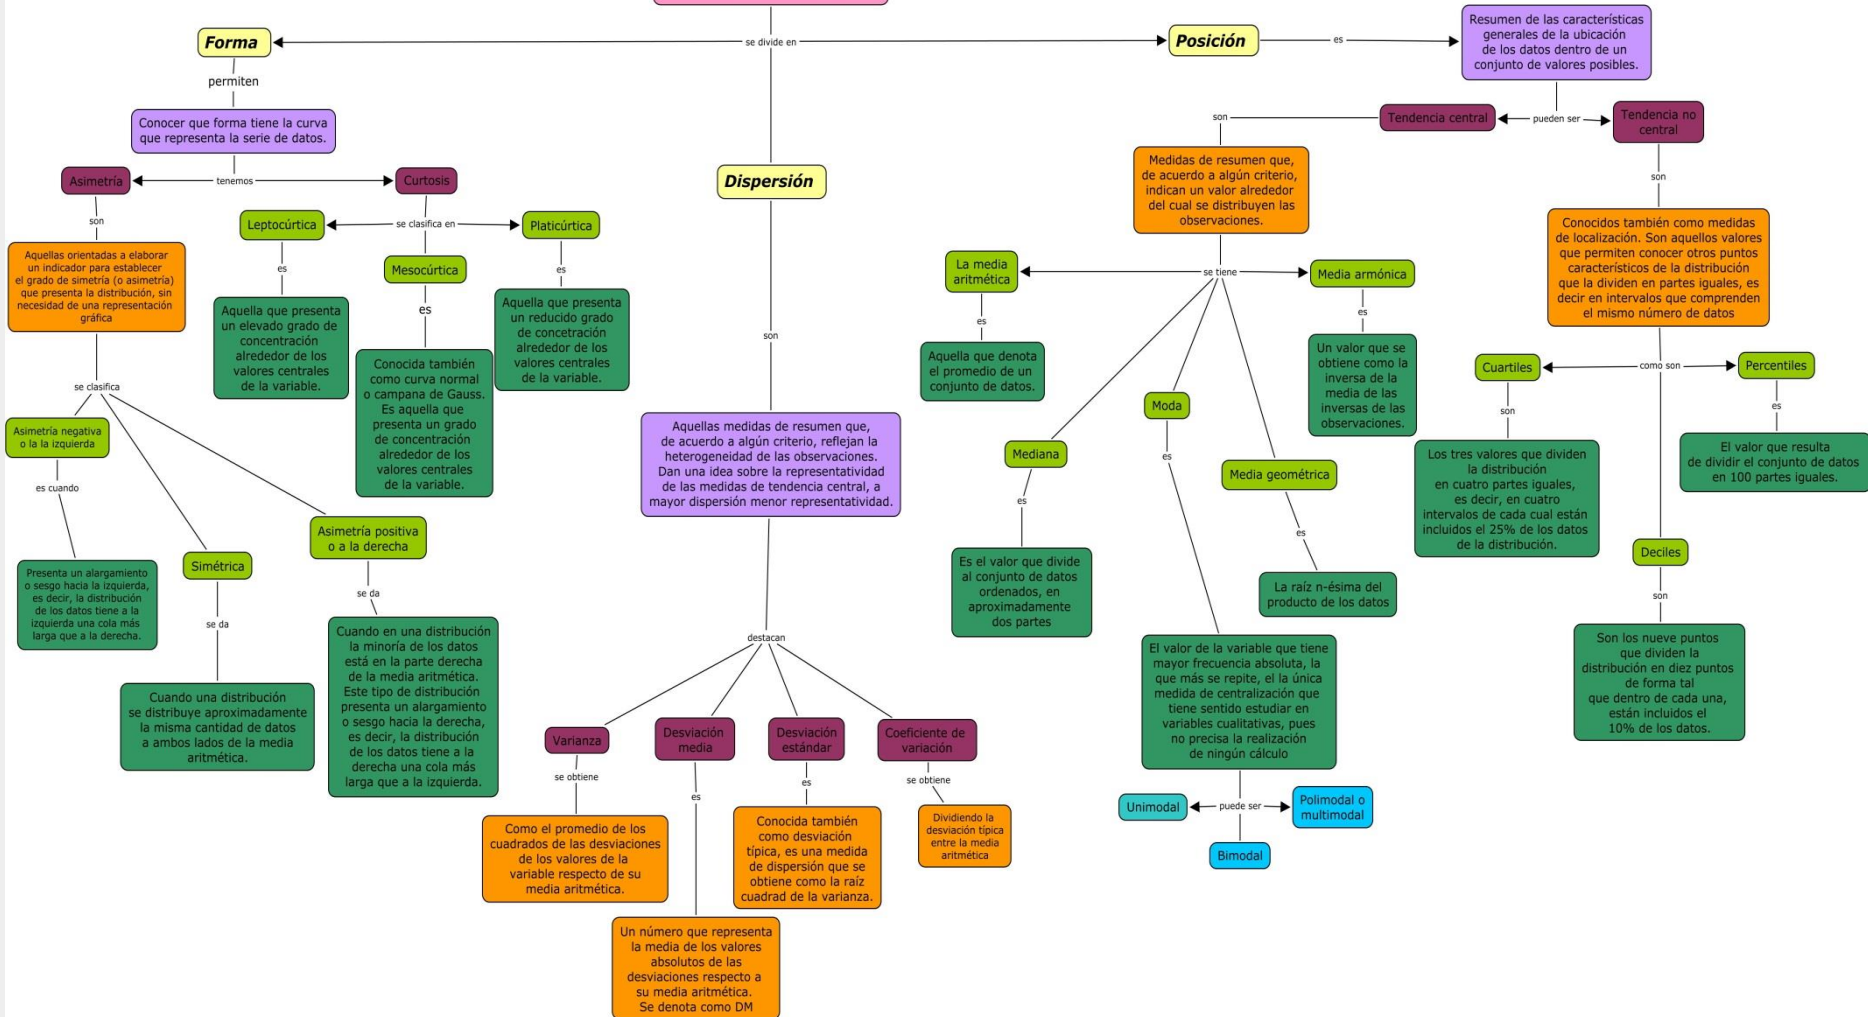 se divide en
Forma
permiten
Conocer que forma tiene la curva
que representa la serie de datos.
tenemos
Asimetría
son
Aquellas orientadas a elaborar
un indicador para establecer
el grado de simetría (o asimetría)
que presenta la distribución, sin
necesidad de una representación
gráfica
se clasifica
Asimetría negativa
o la la izquierda
es cuando
Presenta un alargamiento
o sesgo hacia la izquierda,
es decir, la distribución
de los datos tiene a la
izquierda una cola más
larga que a la derecha.
Simétrica
se da
Cuando una distribución
se distribuye aproximadamente
la misma cantidad de datos
a ambos lados de la media
aritmética.
Asimetría positiva
o a la derecha
se da
Cuando en una distribución
la minoría de los datos
está en la parte derecha
de la media aritmética.
Este tipo de distribución
presenta un alargamiento
o sesgo hacia la derecha,
es decir, la distribución
de los datos tiene a la
derecha una cola más
larga que a la izquierda.
Curtosis
se clasifica en
Leptocúrtica
es
Aquella que presenta
un elevado grado de
concentración
alrededor de los
valores centrales
de la variable.
Mesocúrtica
es
Conocida también
como curva normal
o campana de Gauss.
Es aquella que
presenta un grado
de concentración
alrededor de los
valores centrales
de la variable.
Platicúrtica
es
Aquella que presenta
un reducido grado
de concetración
alrededor de los
valores centrales
de la variable.
Dispersión
son
Aquellas medidas de resumen que,
de acuerdo a algún criterio, reflejan la
heterogeneidad de las observaciones.
Dan una idea sobre la representatividad
de las medidas de tendencia central, a
mayor dispersión menor representatividad.
destacan
Varianza
se obtiene
Como el promedio de los
cuadrados de las desviaciones
de los valores de la
variable respecto de su
media aritmética.
Desviación
media
es
Un número que representa
la media de los valores
absolutos de las
desviaciones respecto a
su media aritmética.
Se denota como DM
Desviación
estándar
es
Conocida también
como desviación
típica, es una medida
de dispersión que se
obtiene como la raíz
cuadrad de la varianza.
Coeficiente de
variación
se obtiene
Dividiendo la
desviación típica
entre la media
aritmética
Posición
es
Resumen de las característicás
generales de la ubicación
de los datos dentro de un
conjunto de valores posibles.
pueden ser
Tendencia central
son
Medidas de resumen que,
de acuerdo a algún criterio,
indican un valor alrededor
del cual se distribuyen las
observaciones.
se tiene
La media
aritmética
es
Aquella que denota
el promedio de un
conjunto de datos.
Mediana
es
Es el valor que divide
al conjunto de datos
ordenados, en
aproximadamente
dos partes
Moda
es
El valor de la variable que tiene
mayor frecuencia absoluta, la
que más se repite, el la única
medida de centralización que
tiene sentido estudiar en
variables cualitativas, pues
no precisa la realización
de ningún cálculo
puede ser
Unimodal
Bimodal
Polimodal o
multimodal
Media geométrica
es
La raíz n-ésima del
producto de los datos
Media armónica
es
Un valor que se
obtiene como la
inversa de la
media de las
inversas de las
observaciones.
Tendencia no
central
son
Conocidos también como medidas
de localización. Son aquellos valores
que permiten conocer otros puntos
característicos de la distribución
que la dividen en partes iguales, es
decir en intervalos que comprenden
el mismo número de datos
como son
Cuartiles
son
Los tres valores que dividen
la distribución
en cuatro partes iguales,
es decir, en cuatro
intervalos de cada cual están
incluidos el 25% de los datos
de la distribución.
Deciles
son
Son los nueve puntos
que dividen la
distribución en diez puntos
de forma tal
que dentro de cada una,
están incluidos el
10% de los datos.
Percentiles
es
El valor que resulta
de dividir el conjunto de datos
en 100 partes iguales.